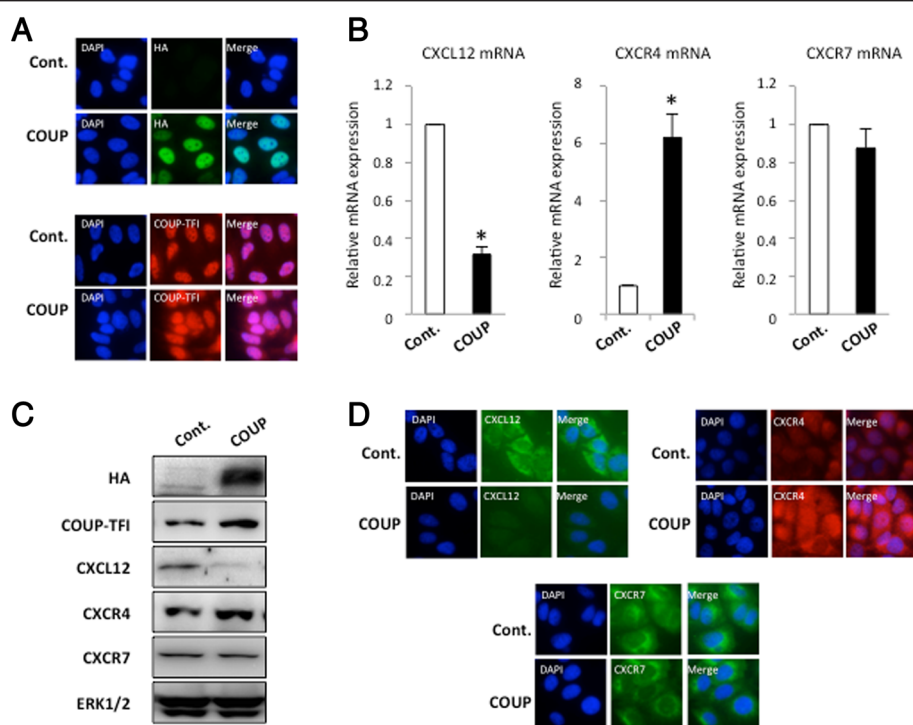 A
DAPI HA Merge
Cont.
DAPI HA Merge
COUP
DAPI COUP-TFI Merge
Cont.
DAPI COUP-TFI Merge
COUP
B
CXCL12 mRNA
Relative mRNA expression
1.2
1
0.8
0.6
0.4
0.2
0
*
Cont. COUP
CXCR4 mRNA
Relative mRNA expression
8
6
4
2
0
*
Cont. COUP
CXCR7 mRNA
Relative mRNA expression
1.2
1
0.8
0.6
0.4
0.2
0
Cont. COUP
C
Cont. COUP
HA
COUP-TFI
CXCL12
CXCR4
CXCR7
ERK1/2
D
DAPI CXCL12 Merge
Cont.
DAPI CXCL12 Merge
COUP
DAPI CXCR4 Merge
Cont.
DAPI CXCR4 Merge
COUP
DAPI CXCR7 Merge
Cont.
DAPI CXCR7 Merge
COUP